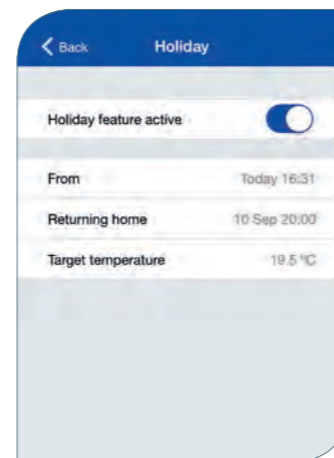 Back Holiday
Holiday feature active
From Today 16:31
Returning home 10 Sep 20:00
Target temperature 19.5 °C